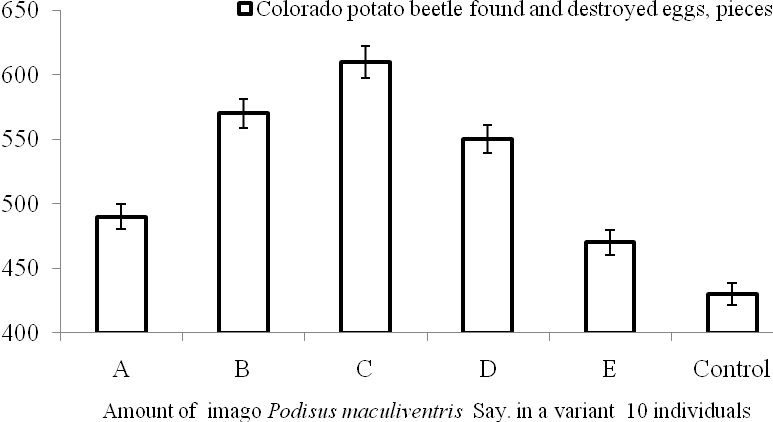 Colorado potato beetle found and destroyed eggs, pieces
650
600
550
500
450
400
A B C D E Control
Amount of imago Podisus maculiventris Say. in a variant 10 individuals